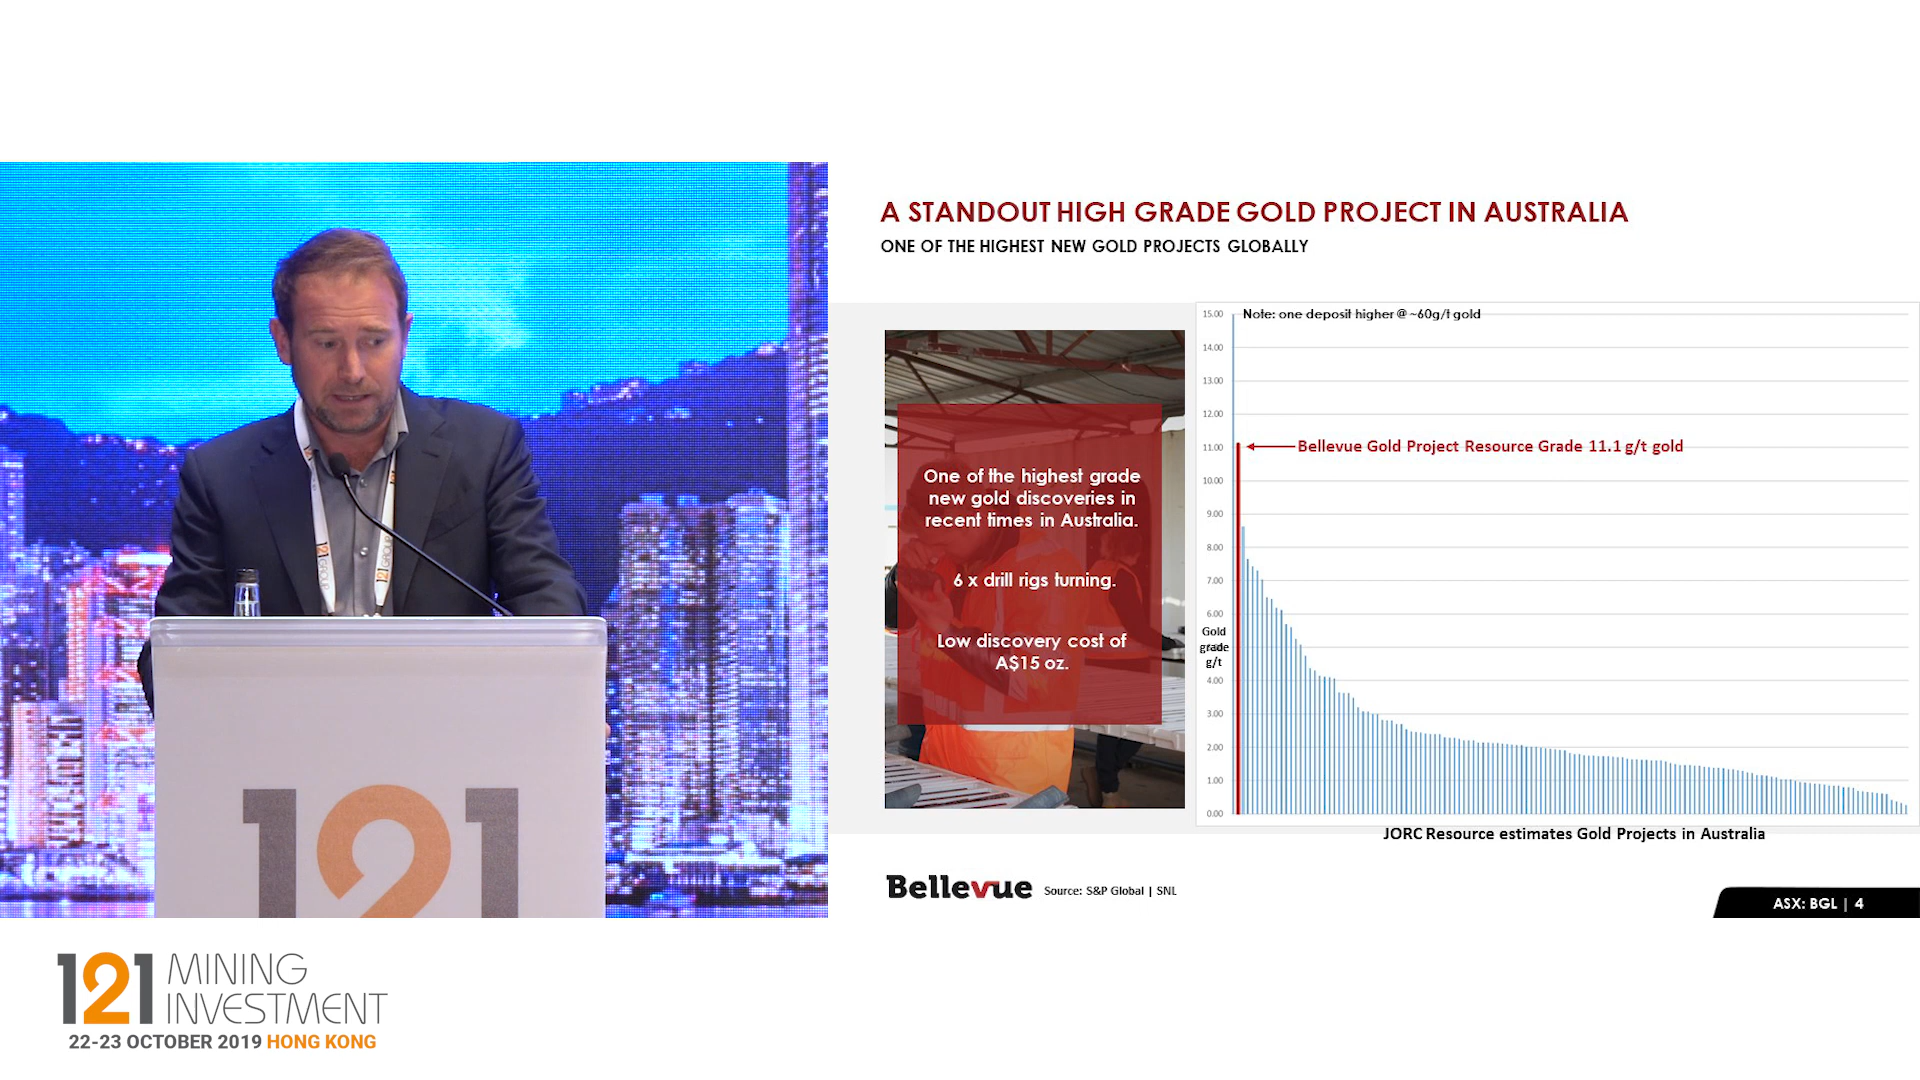 A STANDOUT HIGH GRADE GOLD PROJECT IN AUSTRALIA
ONE OF THE HIGHEST NEW GOLD PROJECTS GLOBALLY
One of the highest grade
new gold discoveries in
recent times in Australia.
6 x drill rigs turning.
Low discovery cost of
A$15 oz.
Note: one deposit higher @ ~60g/t gold
Bellevue Gold Project Resource Grade 11.1 g/t gold
15.00
14.00
13.00
12.00
11.00
10.00
9.00
8.00
7.00
6.00
Gold
grade
g/t
4.00
3.00
2.00
1.00
0.00
JORC Resource estimates Gold Projects in Australia
Bellevue
Source: S&P Global | SNL
ASX: BGL | 4
121GROUP
121GROUP
121
121 MINING
INVESTMENT
22-23 OCTOBER 2019 HONG KONG